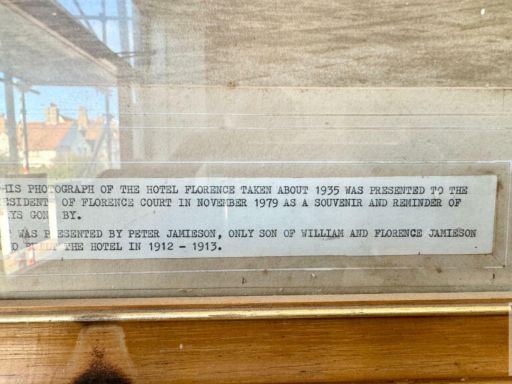 HIS PHOTOGRAPH OF THE HOTEL FLORENCE TAKEN ABOUT 1935 WAS PRESENTED TO THE
ESIDENT OF FLORENCE COURT IN NOVEMBER 1979 AS A SOUVENIR AND REMINDER OF
YS GON BY.
WAS PRESENTED BY PETER JAMIESON, ONLY SON OF WILLIAM AND FLORENCE JAMIESON
O BUILT THE HOTEL IN 1912 - 1913.